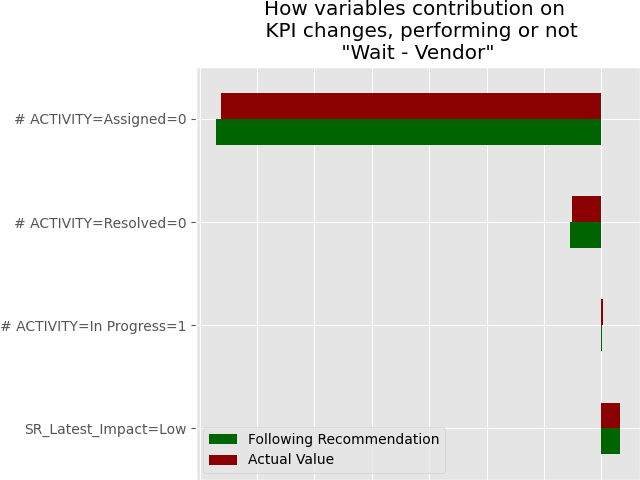 How variables contribution on
KPI changes, performing or not
"Wait - Vendor"
# ACTIVITY=Assigned=0
# ACTIVITY=Resolved=0
# ACTIVITY=In Progress=1
SR_Latest_Impact=Low
Following Recommendation
Actual Value